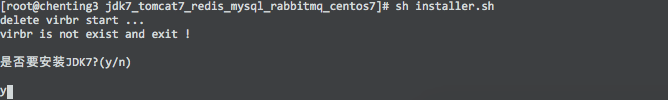 [root@chenting3 jdk7_tomcat7_redis_mysql_rabbitmq_centos7]# sh installer.sh
delete virbr start ...
virbr is not exist and exit !
是否要安装JDK7?(y/n)
y